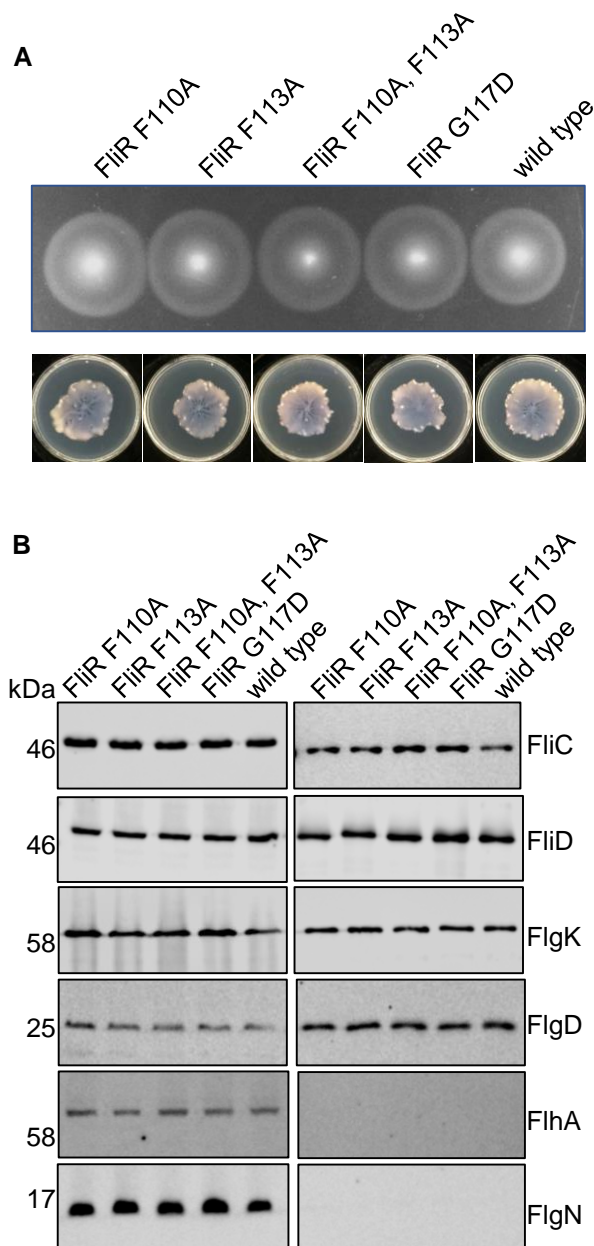 A
FliR F110A
FliR F113A
FliR F110A, F113A
FliR G117D
wild type
B
kDa
FliR F110A
FliR F113A
FliR F110A, F113A
FliR G117D
wild type
FliR F110A
FliR F113A
FliR F110A, F113A
FliR G117D
wild type
46
FliC
46
FliD
58
FlgK
25
FlgD
58
FlhA
17
FlgN